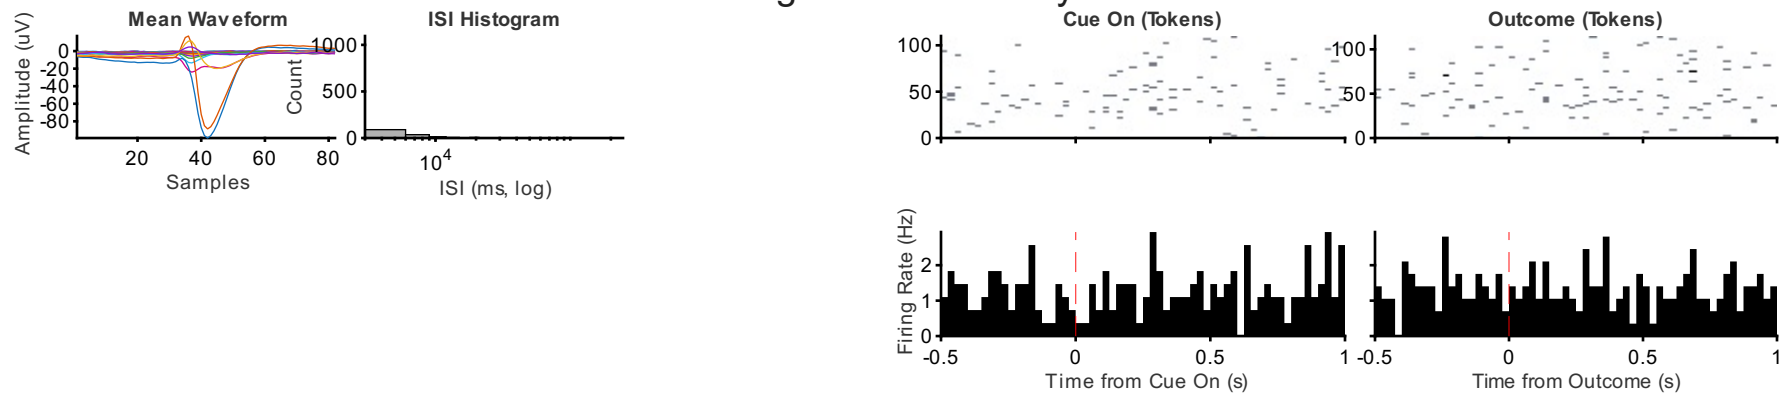 Mean Waveform
ISI Histogram
Cue On (Tokens)
Outcome (Tokens)
Amplitude (uV)
0
-20
-40
-60
-80
20
40
60
80
Samples
Count
1000
500
0
10^4
ISI (ms, log)
100
50
0
100
50
0
Firing Rate (Hz)
2
1
0
-0.5
0
0.5
1
Time from Cue On (s)
-0.5
0
0.5
1
Time from Outcome (s)